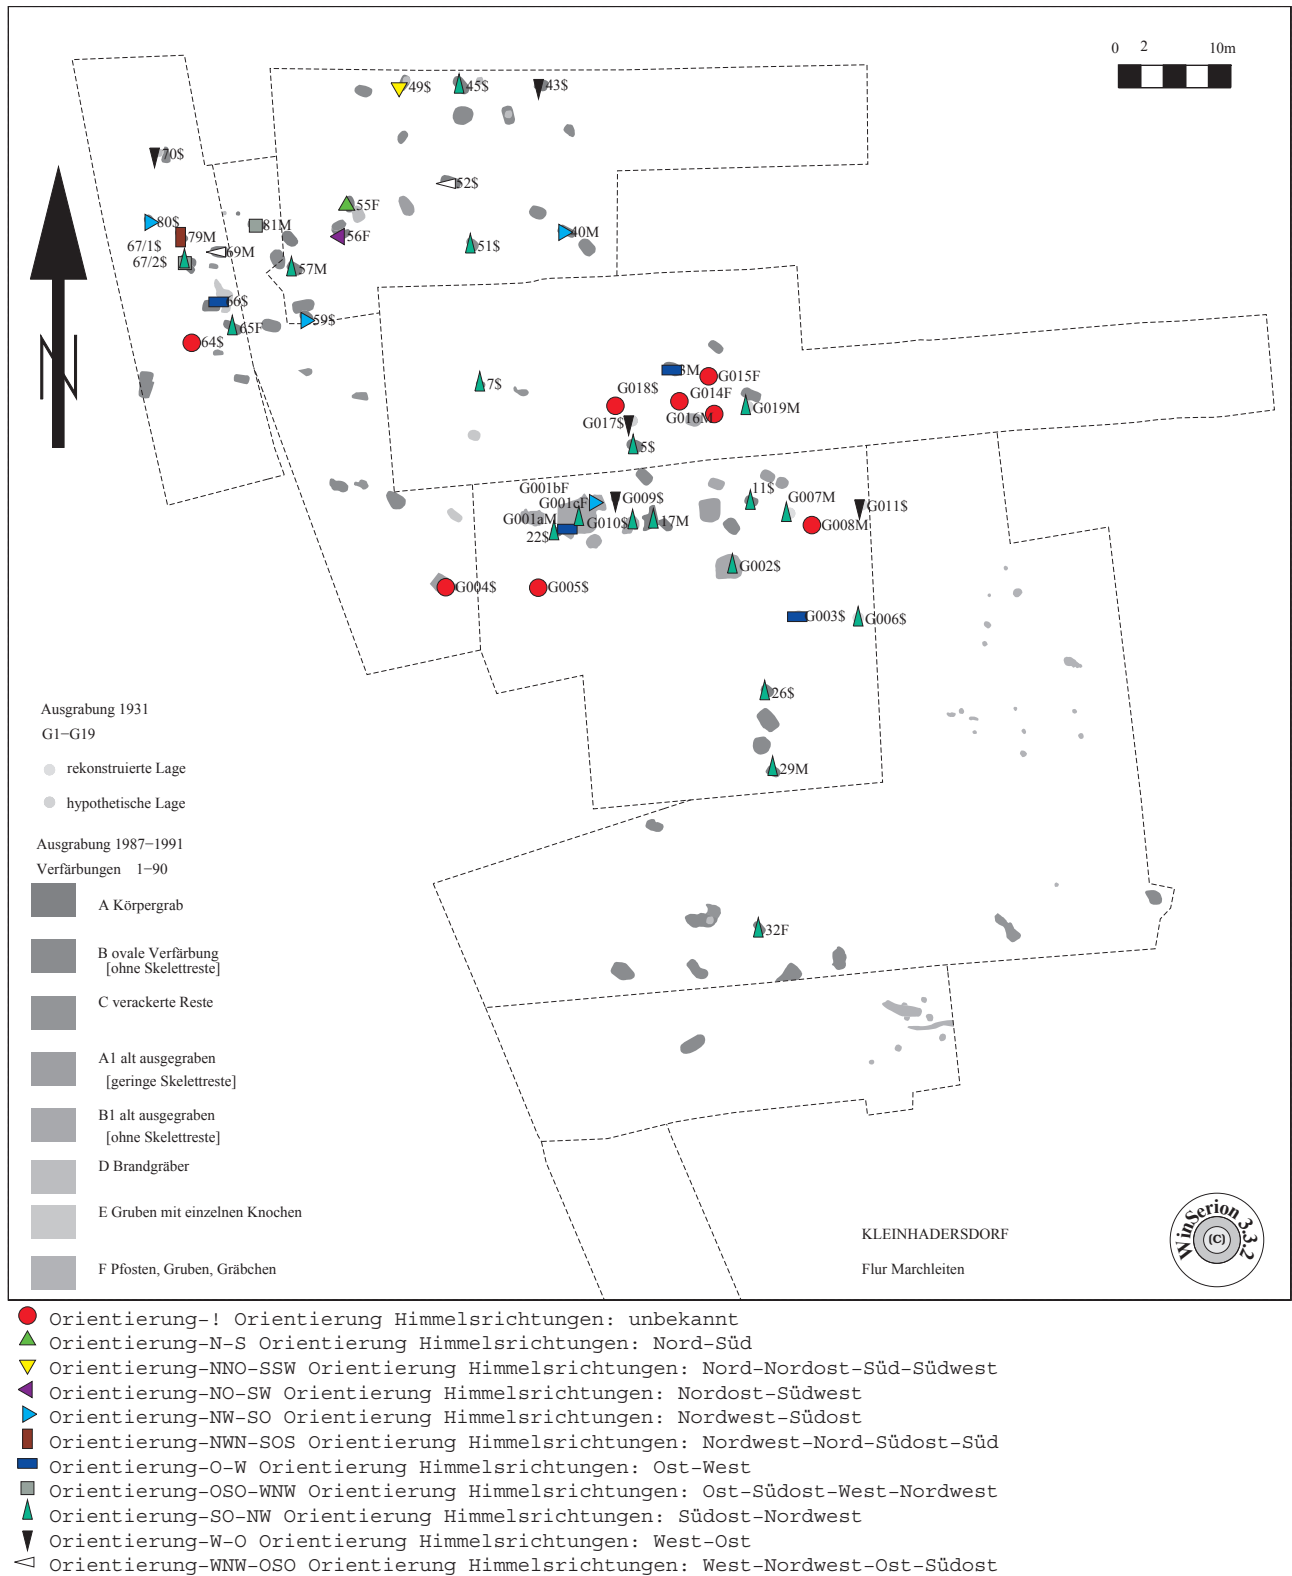 0 2 10m
49$ 45$ 43$
70$
52$
55F
80$ 81M
79M 56F 40M
67/1$ 69M 51$
67/2$ 57M
66$
59$
65F
64$
3M G015F
7$ G018$ G014F
G019M
G017$ G016M
5$
G001bF 11$
G001cF G009$ G007M
G001aM G010$ 17M G011$
22$ G008M
G002$
G004$ G005$
G003$ G006$
26$
29M
32F
N
Ausgrabung 1931
G1−G19
rekonstruierte Lage
hypothetische Lage
Ausgrabung 1987−1991
Verfärbungen 1−90
A Körpergrab
B ovale Verfärbung
[ohne Skelettreste]
C verackerte Reste
A1 alt ausgegraben
[geringe Skelettreste]
B1 alt ausgegraben
[ohne Skelettreste]
D Brandgräber
E Gruben mit einzelnen Knochen
F Pfosten, Gruben, Gräbchen
KLEINHADERSDORF
Flur Marchleiten
WinSerion 3.3.2
(C)
Orientierung-! Orientierung Himmelsrichtungen: unbekannt
Orientierung-N-S Orientierung Himmelsrichtungen: Nord-Süd
Orientierung-NNO-SSW Orientierung Himmelsrichtungen: Nord-Nordost-Süd-Südwest
Orientierung-NO-SW Orientierung Himmelsrichtungen: Nordost-Südwest
Orientierung-NW-SO Orientierung Himmelsrichtungen: Nordwest-Südost
Orientierung-NWN-SOS Orientierung Himmelsrichtungen: Nordwest-Nord-Südost-Süd
Orientierung-O-W Orientierung Himmelsrichtungen: Ost-West
Orientierung-OSO-WNW Orientierung Himmelsrichtungen: Ost-Südost-West-Nordwest
Orientierung-SO-NW Orientierung Himmelsrichtungen: Südost-Nordwest
Orientierung-W-O Orientierung Himmelsrichtungen: West-Ost
Orientierung-WNW-OSO Orientierung Himmelsrichtungen: West-Nordwest-Ost-Südost